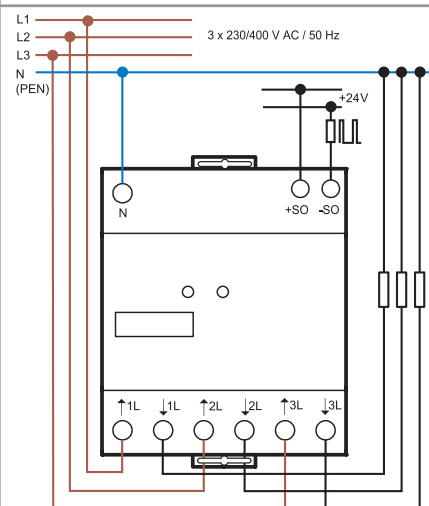 L1
L2
3 x 230/400 V AC / 50 Hz
L3
N
(PEN)
+24V
N
+SO
-SO
↑1L
↓1L
↑2L
↓2L
↑3L
↓3L